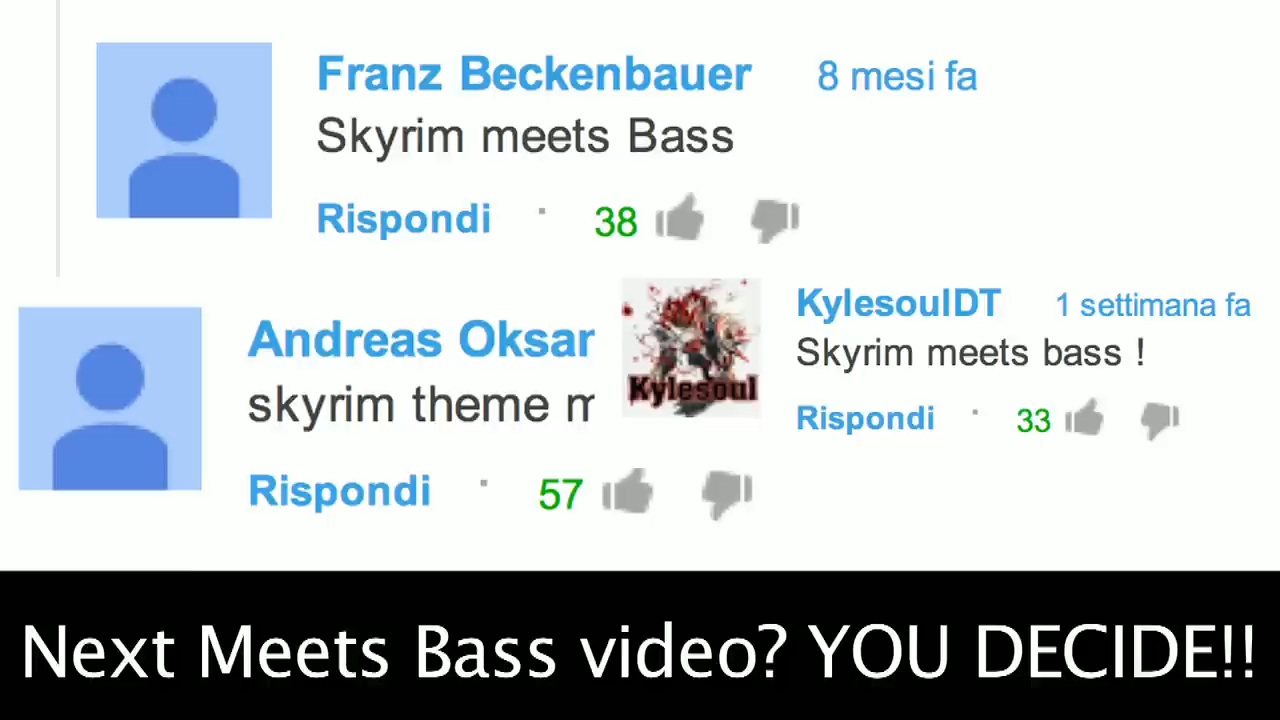 Franz Beckenbauer 8 mesi fa
Skyrim meets Bass
Rispondi · 38
Andreas Oksar
skyrim theme m
Rispondi · 57
Kylesoul
KylesoulDT 1 settimana fa
Skyrim meets bass !
Rispondi · 33
Next Meets Bass video? YOU DECIDE!!